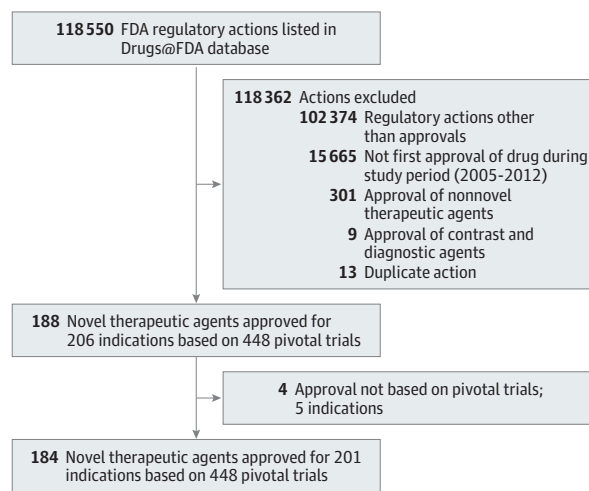 118 550 FDA regulatory actions listed in
Drugs@FDA database
118 362 Actions excluded
102 374 Regulatory actions other
than approvals
15 665 Not first approval of drug during
study period (2005-2012)
301 Approval of nonnovel
therapeutic agents
9 Approval of contrast and
diagnostic agents
13 Duplicate action
188 Novel therapeutic agents approved for
206 indications based on 448 pivotal trials
4 Approval not based on pivotal trials;
5 indications
184 Novel therapeutic agents approved for 201
indications based on 448 pivotal trials